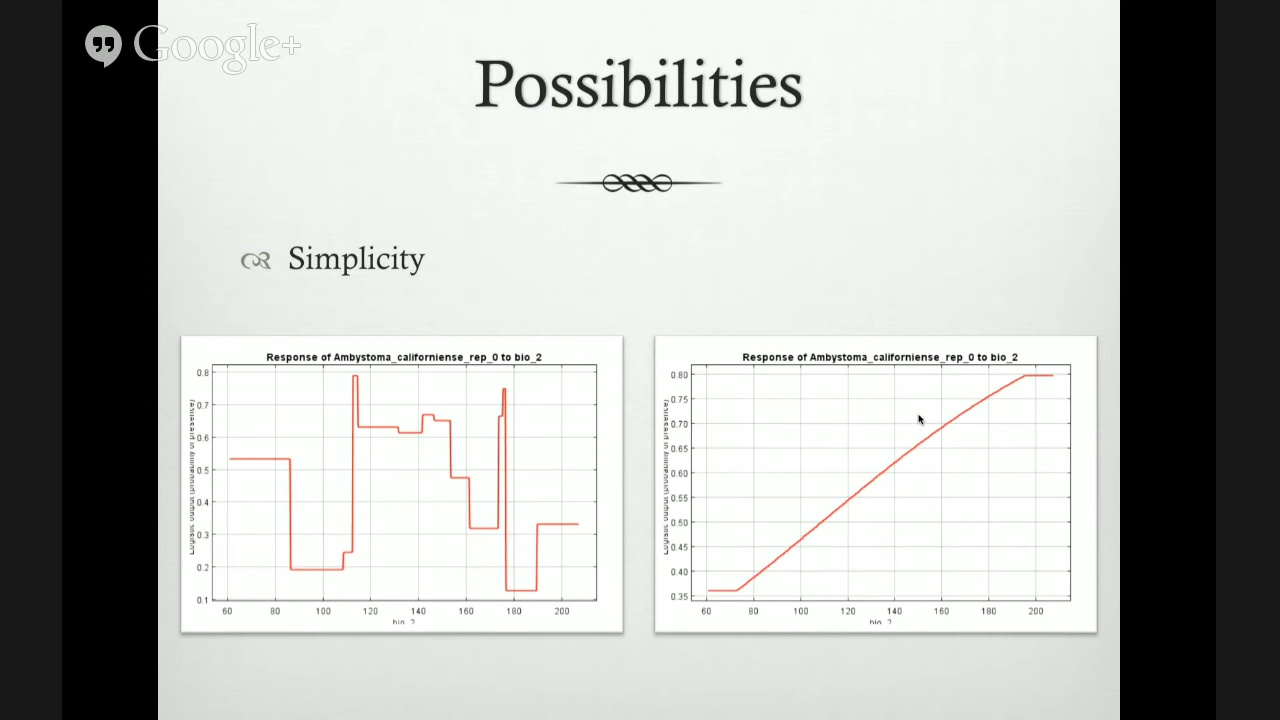 Google+
Possibilities
Simplicity
Response of Ambystoma_californiense_rep_0 to bio_2
0.8
0.7
0.6
0.5
0.4
0.3
0.2
0.1
60 80 100 120 140 160 180 200
bio_2
Response of Ambystoma_californiense_rep_0 to bio_2
0.80
0.75
0.70
0.65
0.60
0.55
0.50
0.45
0.40
0.35
60 80 100 120 140 160 180 200
bio_2